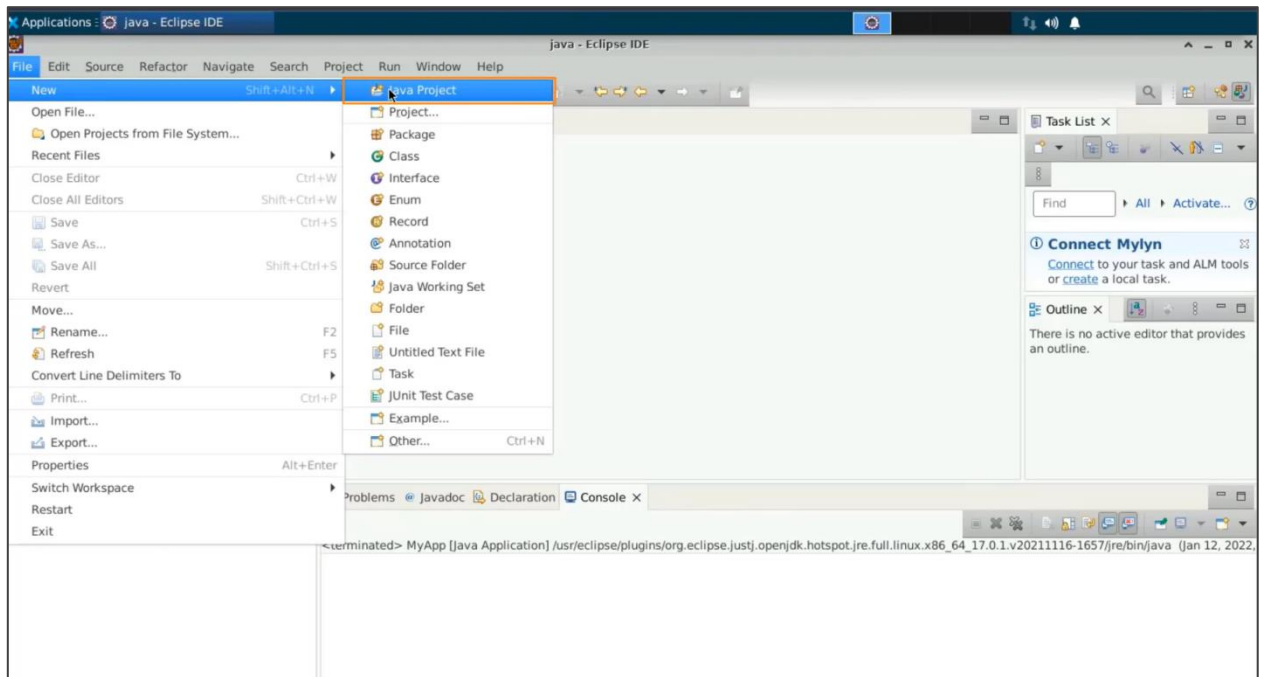 Applications : java - Eclipse IDE
java - Eclipse IDE
File Edit Source Refactor Navigate Search Project Run Window Help
New Shift+Alt+N
Open File...
Open Projects from File System...
Recent Files
Close Editor Ctrl+W
Close All Editors Shift+Ctrl+W
Save Ctrl+S
Save As...
Save All Shift+Ctrl+S
Revert
Move...
Rename... F2
Refresh F5
Convert Line Delimiters To
Print... Ctrl+P
Import...
Export...
Properties Alt+Enter
Switch Workspace
Restart
Exit
Java Project
Project...
Package
Class
Interface
Enum
Record
Annotation
Source Folder
Java Working Set
Folder
File
Untitled Text File
Task
JUnit Test Case
Example...
Other... Ctrl+N
Task List
Find All Activate...
Connect Mylyn
Connect to your task and ALM tools
or create a local task.
Outline
There is no active editor that provides
an outline.
Problems @ Javadoc Declaration Console
<terminated> MyApp [Java Application] /usr/eclipse/plugins/org.eclipse.justj.openjdk.hotspot.jre.full.linux.x86_64_17.0.1.v20211116-1657/jre/bin/java (Jan 12, 2022,